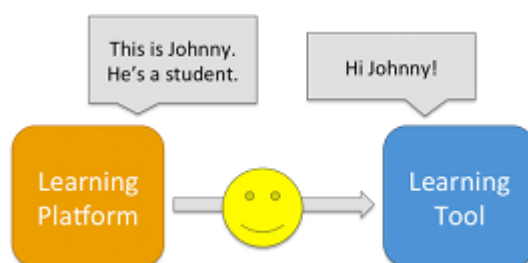 This is Johnny.
He's a student.
Hi Johnny!
Learning
Platform
Learning
Tool